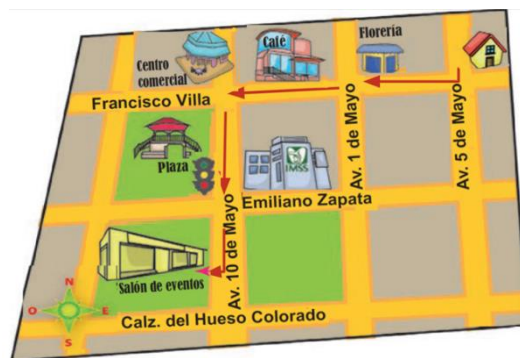 Centro
comercial
Café
Florería
Francisco Villa
Plaza
IMSS
Av. 1 de Mayo
Av. 5 de Mayo
Emiliano Zapata
Av. 10 de Mayo
Salón de eventos
Calz. del Hueso Colorado
N
O
E
S